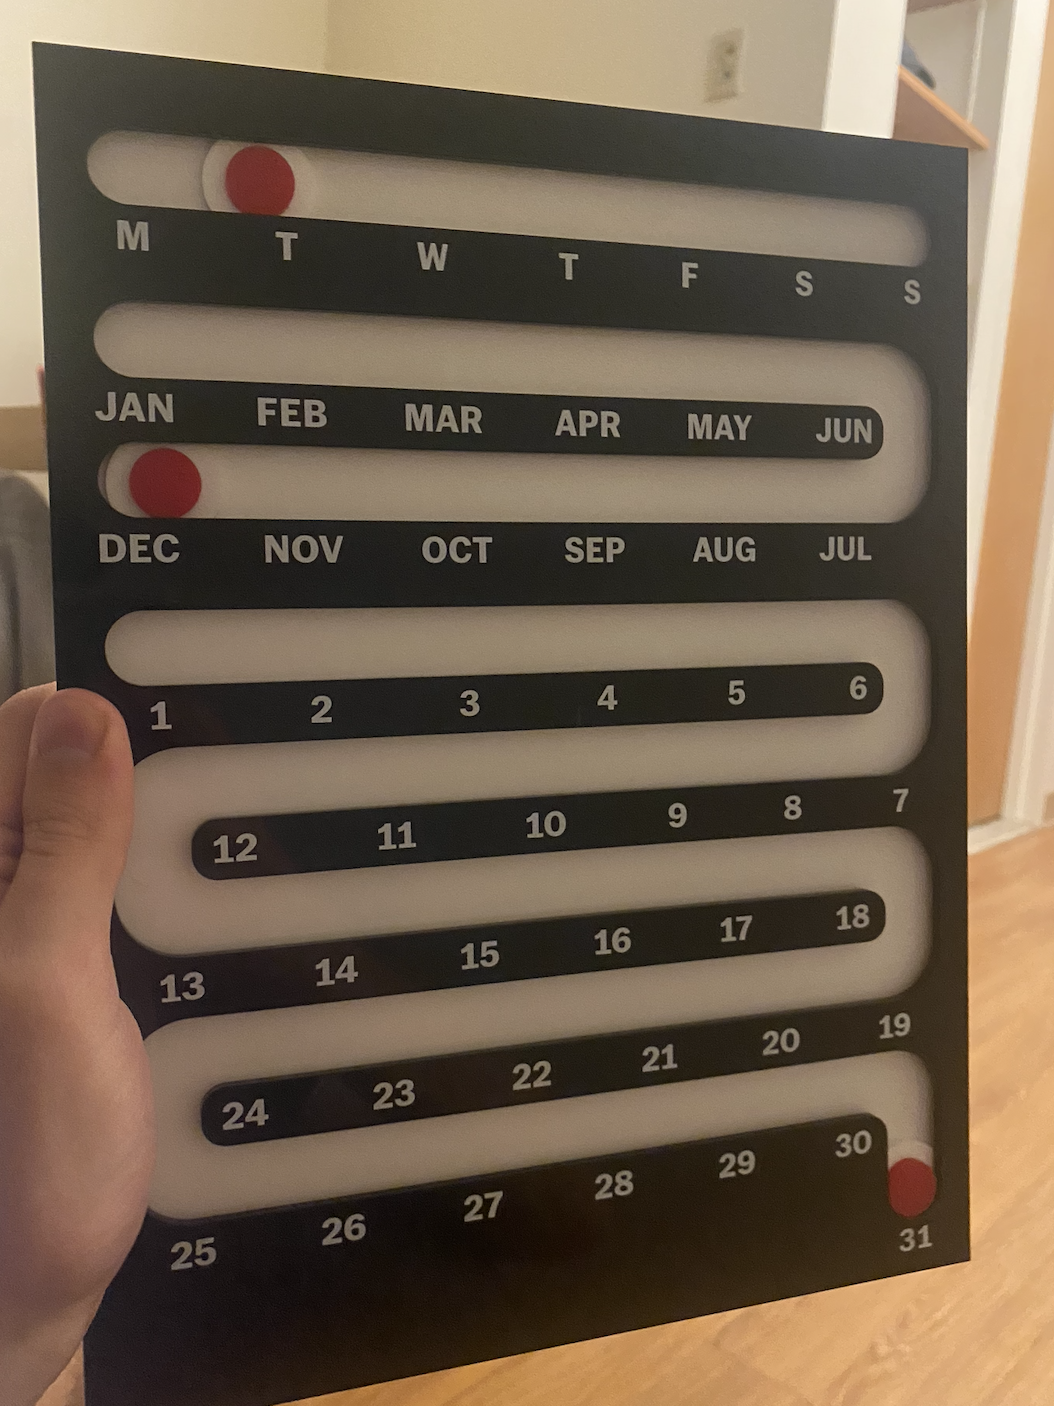 M T W T F S S
JAN FEB MAR APR MAY JUN
DEC NOV OCT SEP AUG JUL
1 2 3 4 5 6
12 11 10 9 8 7
13 14 15 16 17 18
24 23 22 21 20 19
25 26 27 28 29 30
31